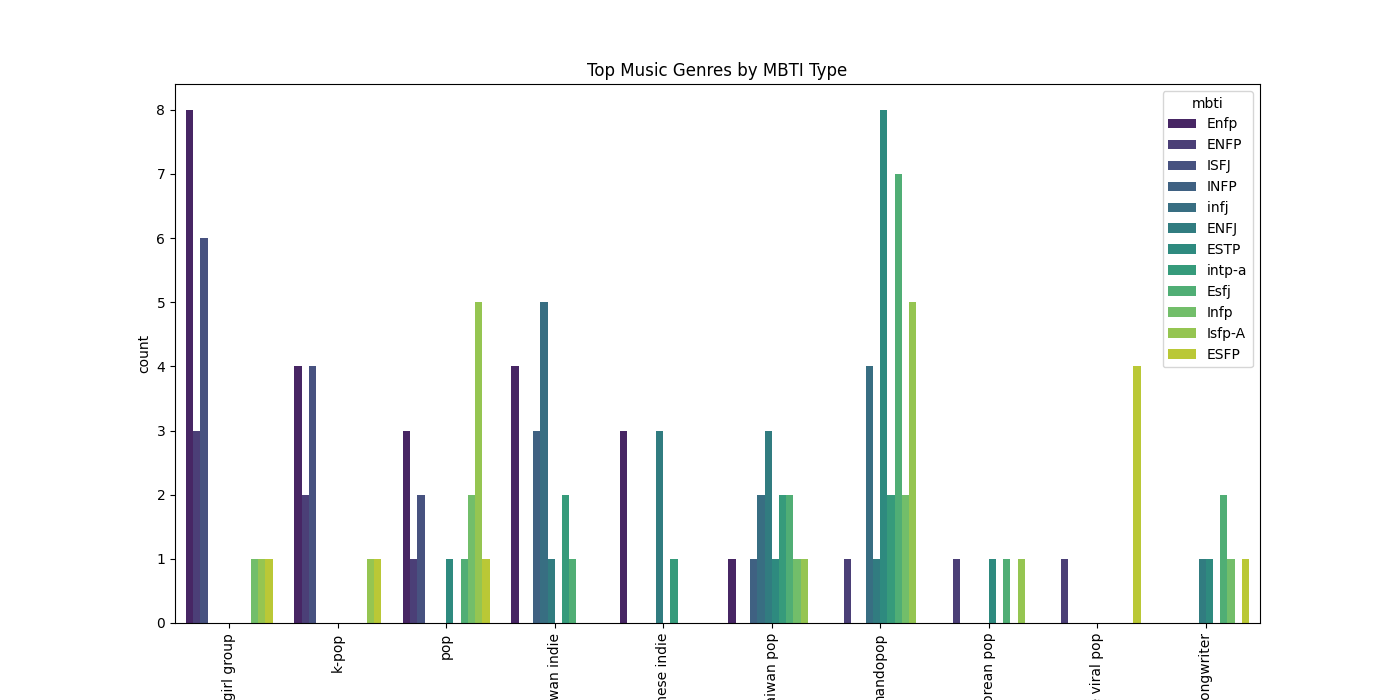 Top Music Genres by MBTI Type
mbti
Enfp
ENFP
ISFJ
INFP
infj
ENFJ
ESTP
intp-a
Esfj
Infp
Isfp-A
ESFP
count
8
7
6
5
4
3
2
1
0
girl group
k-pop
pop
indie
indie
pop
pop
viral pop